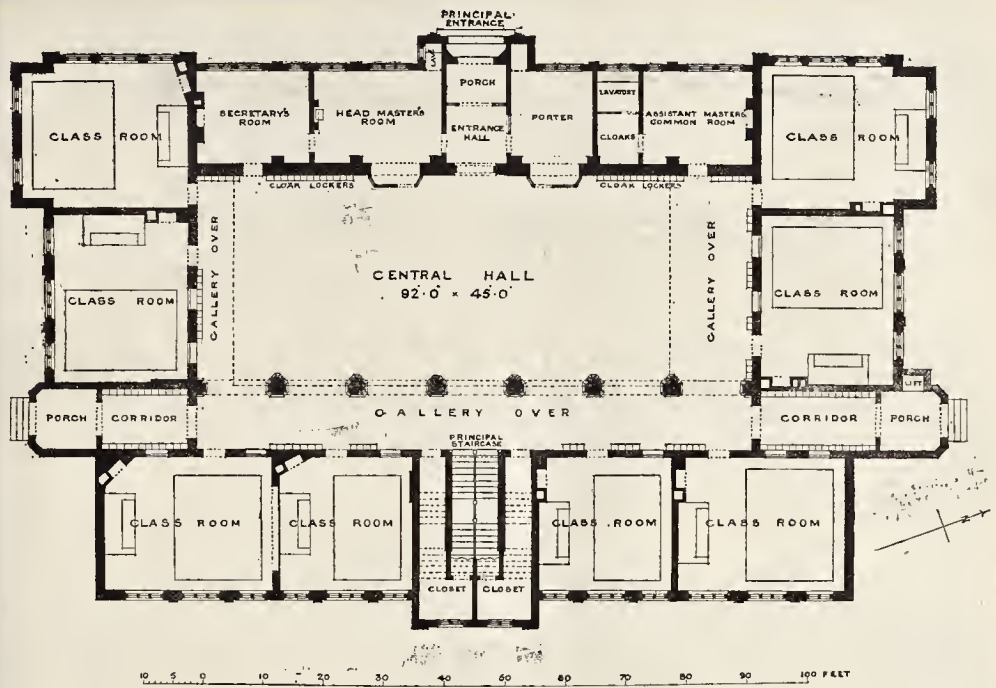 PRINCIPAL
ENTRANCE
PORCH
CLASS ROOM
SECRETARY'S
ROOM
HEAD MASTER'S
ROOM
ENTRANCE
HALL
PORTER
LAVATORY
CLOAKS
ASSISTANT MASTERS
COMMON ROOM
CLASS ROOM
CLOAK LOCKERS
CLOAK LOCKERS
GALLERY OVER
CENTRAL HALL
92·0 × 45·0
GALLERY OVER
CLASS ROOM
CLASS ROOM
LIFT
PORCH
CORRIDOR
GALLERY OVER
CORRIDOR
PORCH
PRINCIPAL
STAIRCASE
CLASS ROOM
CLASS ROOM
CLASS ROOM
CLASS ROOM
CLOSET
CLOSET
10 5 0 10 20 30 40 50 60 70 80 90 100 FEET